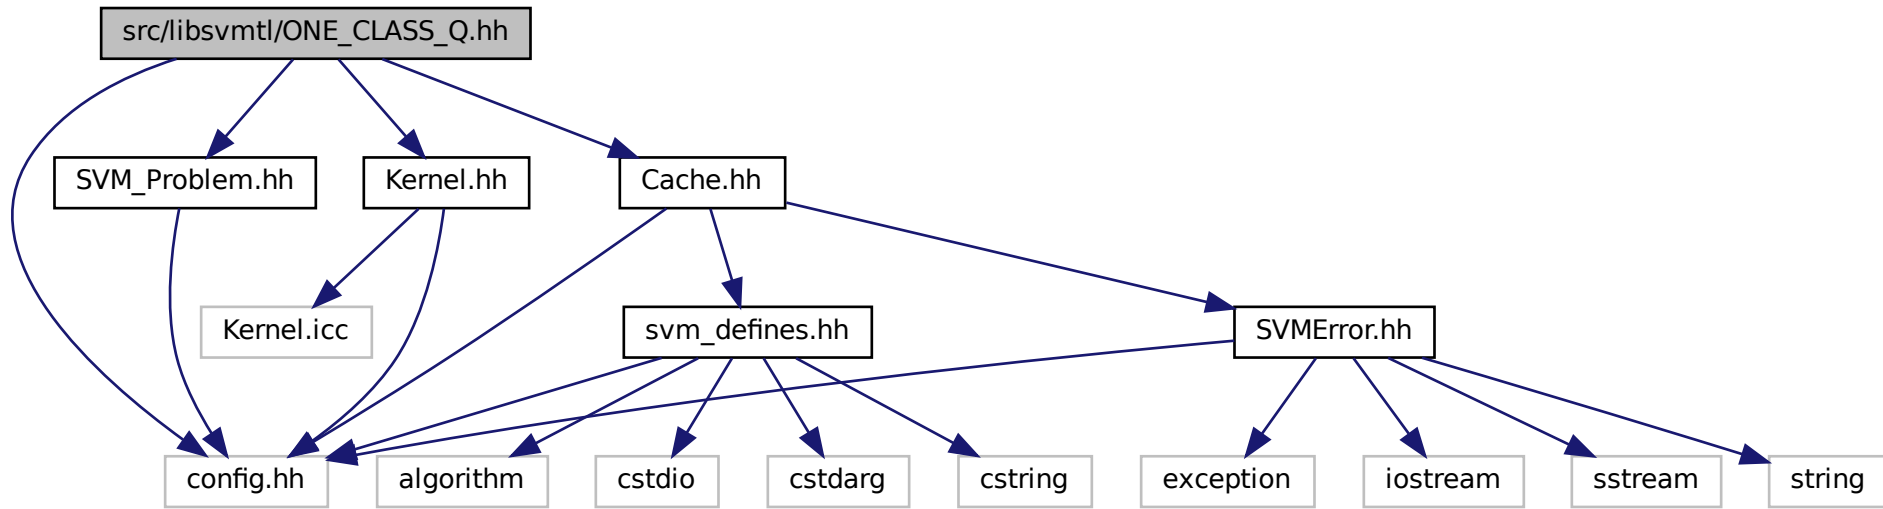 src/libsvmtl/ONE_CLASS_Q.hh
SVM_Problem.hh
Kernel.hh
Cache.hh
Kernel.icc
svm_defines.hh
SVMError.hh
config.hh
algorithm
cstdio
cstdarg
cstring
exception
iostream
sstream
string